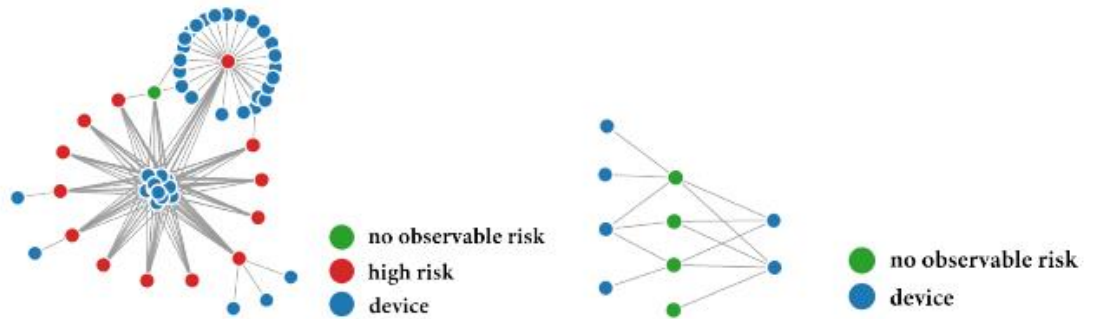 no observable risk
high risk
device
no observable risk
device